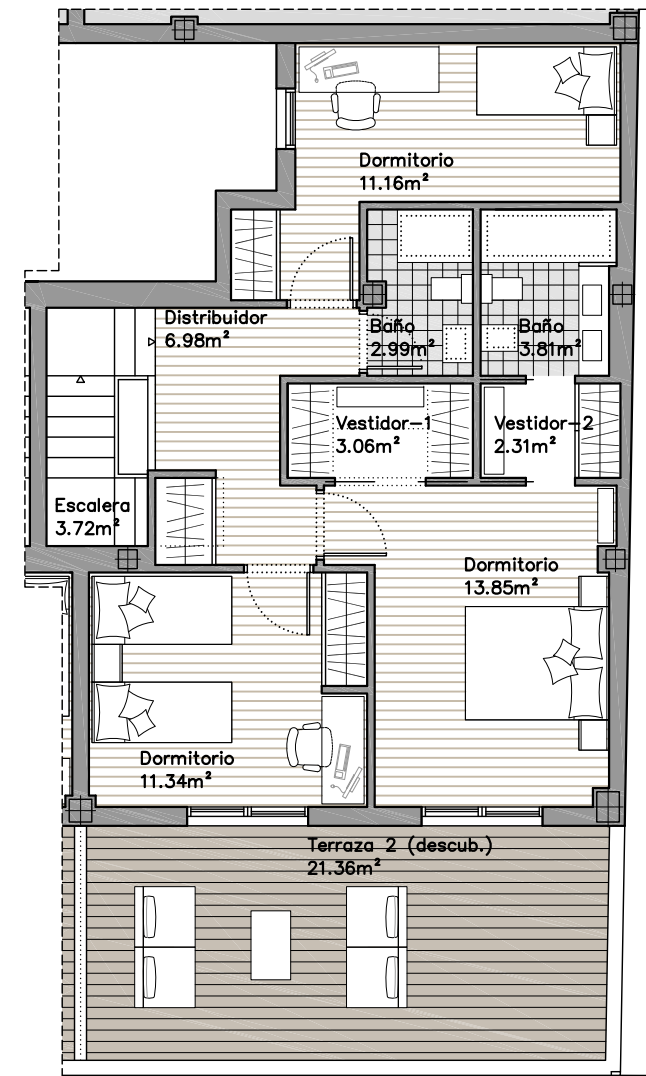 Dormitorio
11.16m²
Distribuidor
6.98m²
Baño
2.99m²
Baño
3.81m²
Vestidor-1
3.06m²
Vestidor-2
2.31m²
Escalera
3.72m²
Dormitorio
13.85m²
Dormitorio
11.34m²
Terraza 2 (descub.)
21.36m²